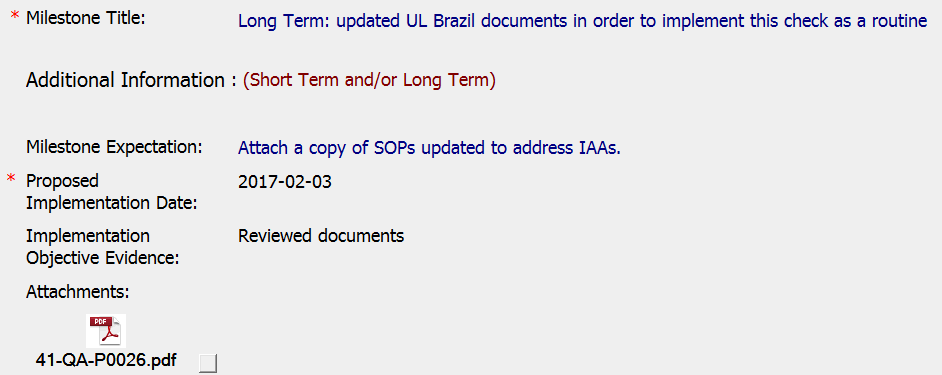 * Milestone Title: Long Term: updated UL Brazil documents in order to implement this check as a routine
Additional Information : (Short Term and/or Long Term)
Milestone Expectation: Attach a copy of SOPs updated to address IAAs.
* Proposed 2017-02-03
Implementation Date:
Implementation Reviewed documents
Objective Evidence:
Attachments:
PDF
41-QA-P0026.pdf